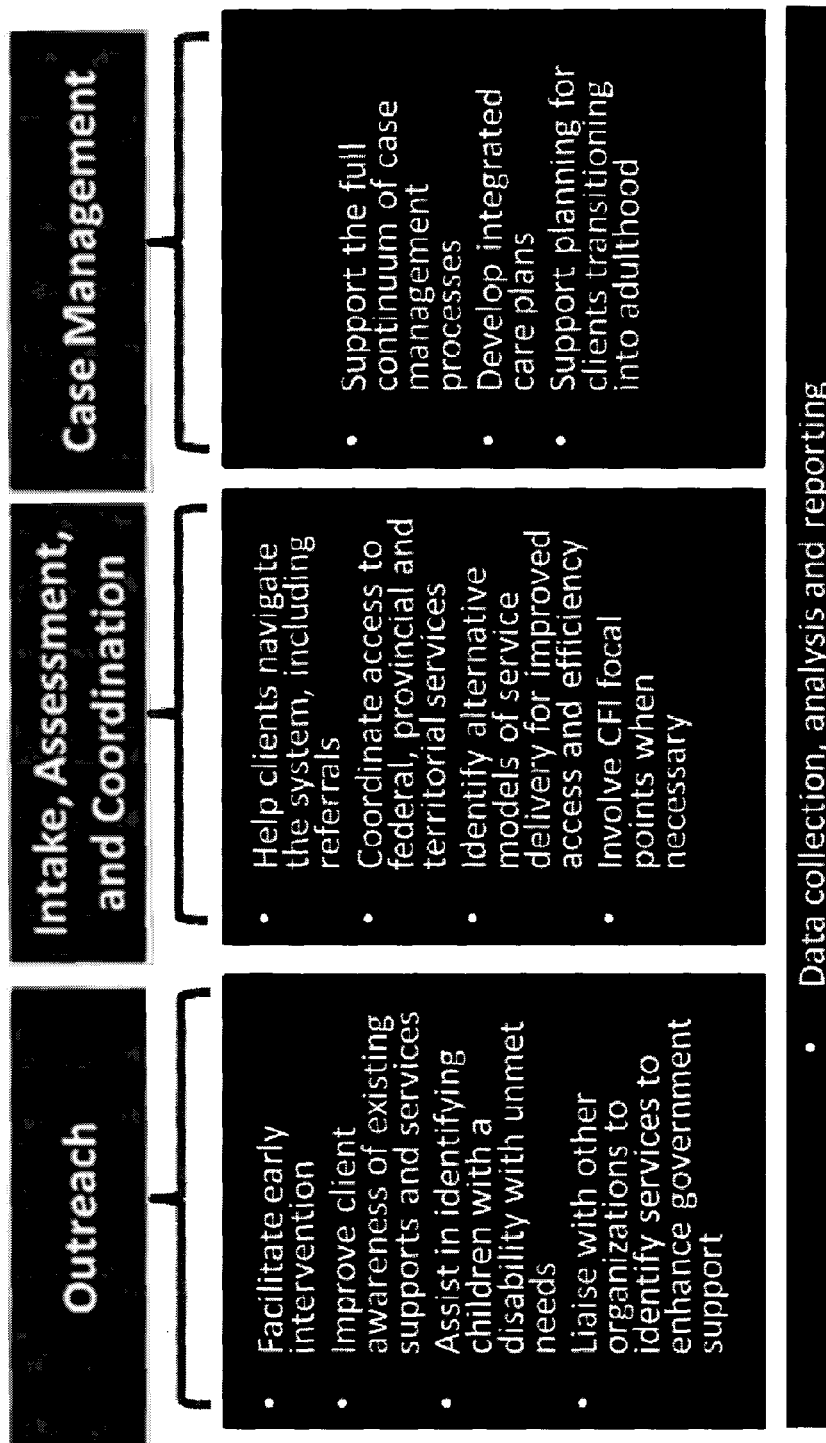 Outreach
• Facilitate early
intervention
• Improve client
awareness of existing
supports and services
• Assist in identifying
children with a
disability with unmet
needs
• Liaise with other
organizations to
identify services to
enhance government
support
Intake, Assessment,
and Coordination
• Help clients navigate
the system, including
referrals
• Coordinate access to
federal, provincial and
territorial services
• Identify alternative
models of service
delivery for improved
access and efficiency
• Involve CFI focal
points when
necessary
Case Management
• Support the full
continuum of case
management
processes
• Develop integrated
care plans
• Support planning for
clients transitioning
into adulthood
• Data collection, analysis and reporting